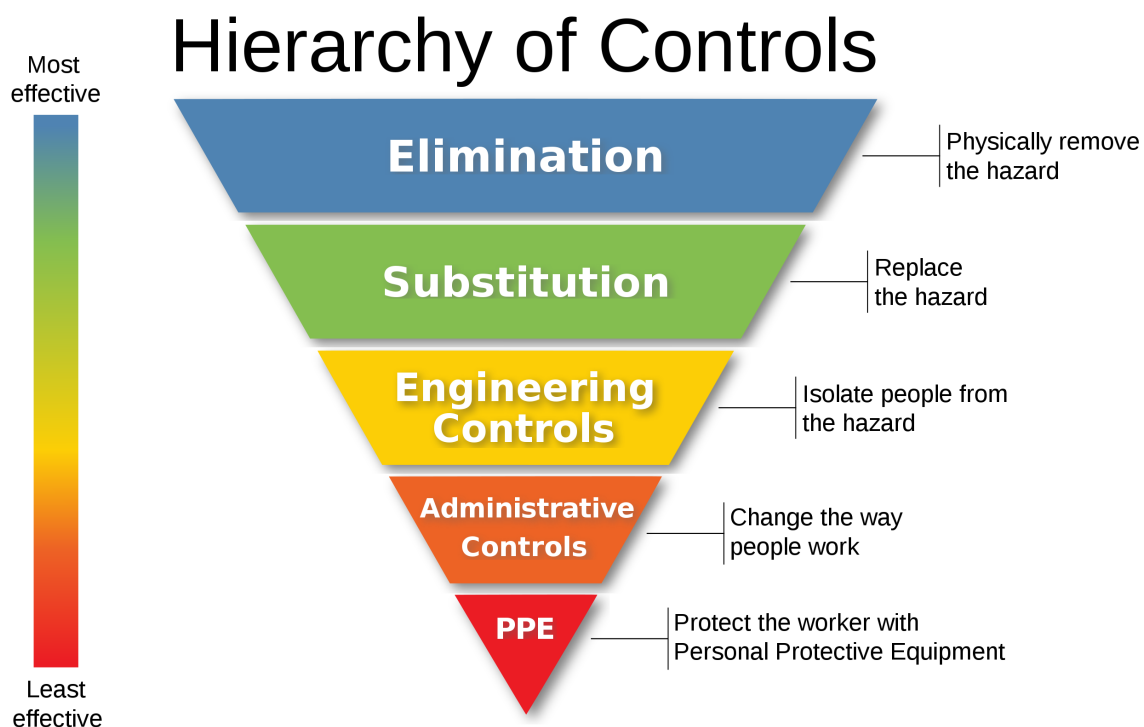 Hierarchy of Controls
Most
effective
Elimination
Physically remove
the hazard
Substitution
Replace
the hazard
Engineering
Controls
Isolate people from
the hazard
Administrative
Controls
Change the way
people work
PPE
Protect the worker with
Personal Protective Equipment
Least
effective